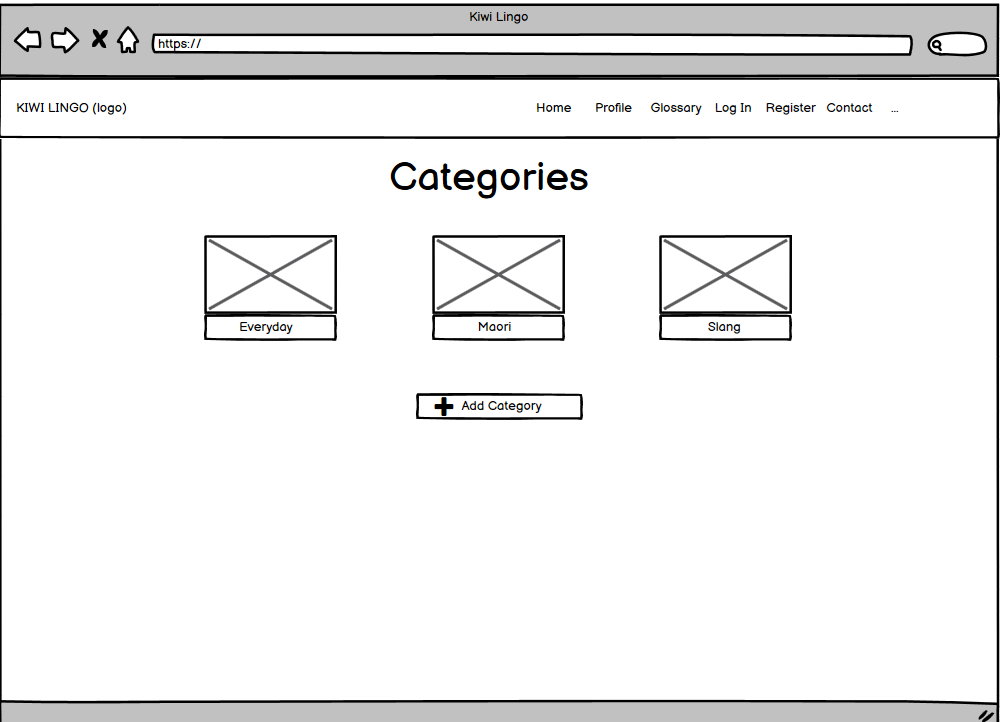 Kiwi Lingo
https://
KIWI LINGO (logo) Home Profile Glossary Log In Register Contact ...
Categories
Everyday Maori Slang
Add Category